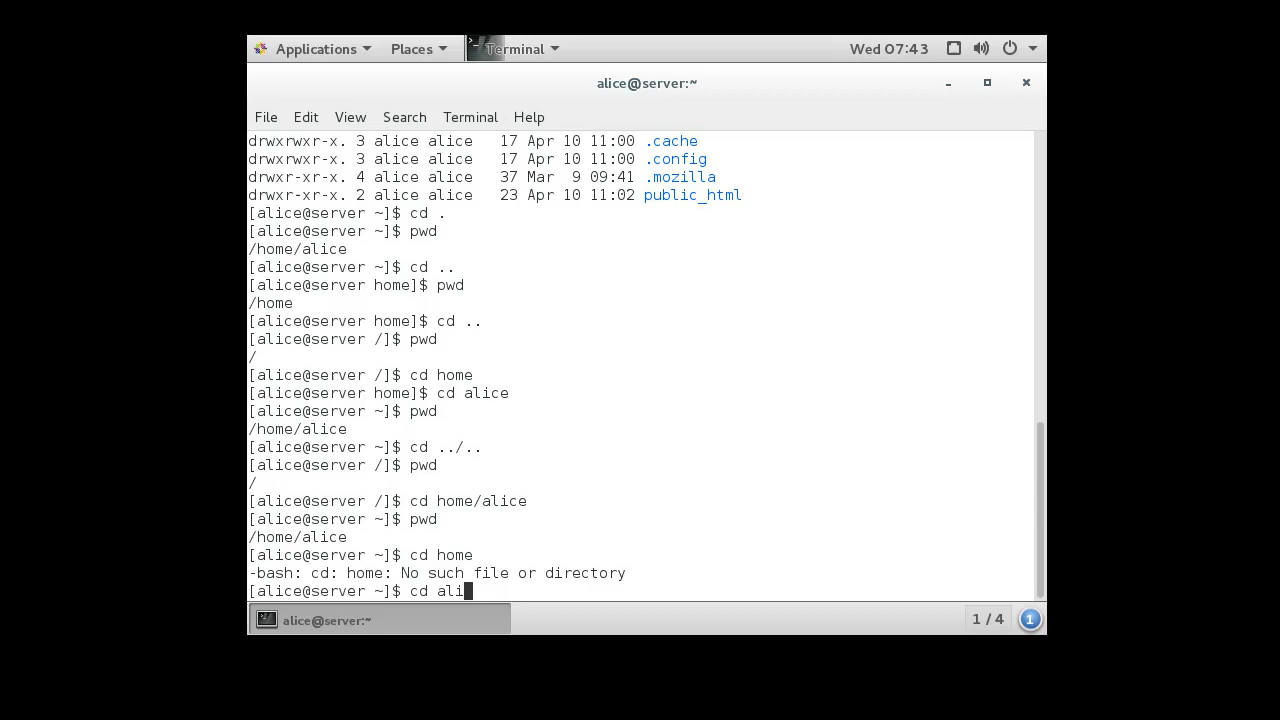 Applications Places Terminal Wed 07:43
alice@server:~
File Edit View Search Terminal Help
drwxrwxr-x. 3 alice alice   17 Apr 10 11:00 .cache
drwxrwxr-x. 3 alice alice   17 Apr 10 11:00 .config
drwxr-xr-x. 4 alice alice   37 Mar  9 09:41 .mozilla
drwxr-xr-x. 2 alice alice   23 Apr 10 11:02 public_html
[alice@server ~]$ cd .
[alice@server ~]$ pwd
/home/alice
[alice@server ~]$ cd ..
[alice@server home]$ pwd
/home
[alice@server home]$ cd ..
[alice@server /]$ pwd
/
[alice@server /]$ cd home
[alice@server home]$ cd alice
[alice@server ~]$ pwd
/home/alice
[alice@server ~]$ cd ../..
[alice@server /]$ pwd
/
[alice@server /]$ cd home/alice
[alice@server ~]$ pwd
/home/alice
[alice@server ~]$ cd home
-bash: cd: home: No such file or directory
[alice@server ~]$ cd ali
alice@server:~ 1 / 4 1